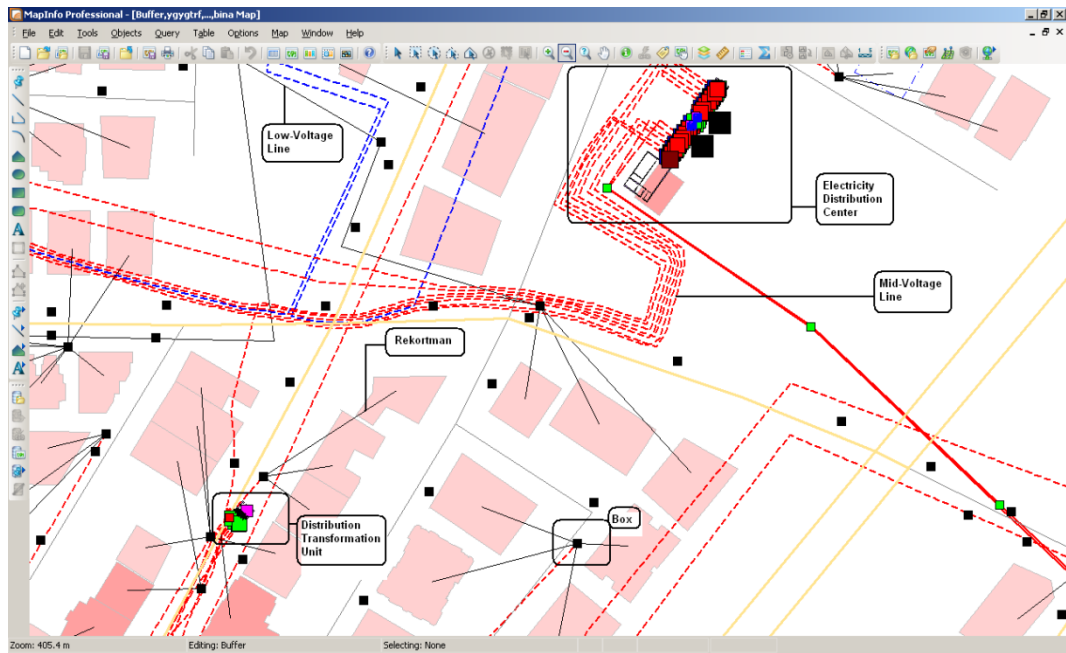 MapInfo Professional - [Buffer,ygygtrf,...,bina Map]
File Edit Tools Objects Query Table Options Map Window Help
Low-Voltage
Line
Electricity
Distribution
Center
Mid-Voltage
Line
Rekortman
Box
Distribution
Transformation
Unit
Zoom: 405.4 m Editing: Buffer Selecting: None